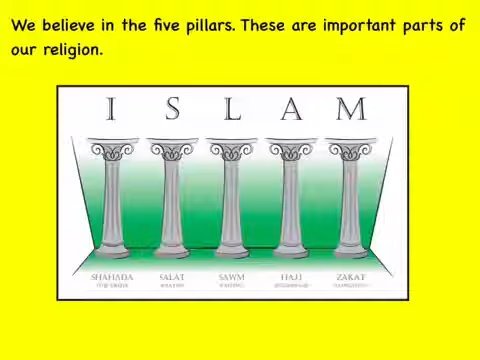 We believe in the five pillars. These are important parts of
our religion.
I S L A M
SHAHADA SALAT SAWM HAJJ ZAKAT